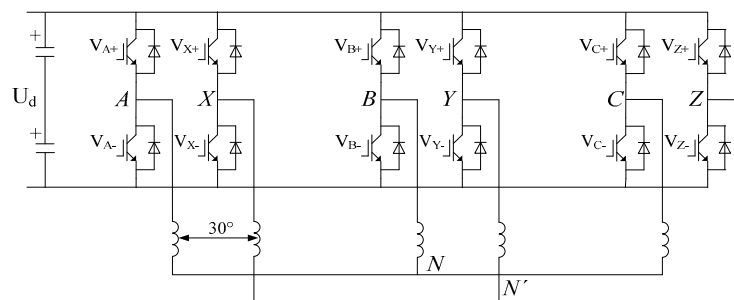 +
V_A+ V_X+ V_B+ V_Y+ V_C+ V_Z+
U_d
A X B Y C Z
+
V_A- V_X- V_B- V_Y- V_C- V_Z-
30°
N
N´